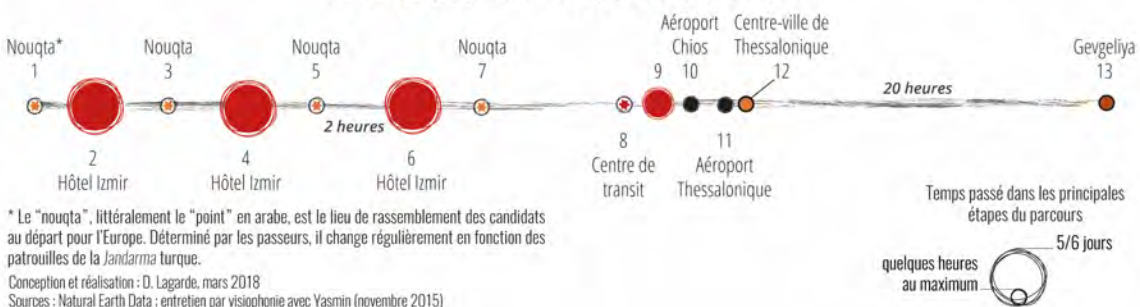 Nouqta*
1
Nouqta
3
Nouqta
5
Nouqta
7
Aéroport
Chios
10
9
Centre-ville de
Thessalonique
12
Gevgeliya
13
2 heures
20 heures
2
Hôtel Izmir
4
Hôtel Izmir
6
Hôtel Izmir
8
Centre de
transit
11
Aéroport
Thessalonique
* Le "nouqta", littéralement le "point" en arabe, est le lieu de rassemblement des candidats
au départ pour l'Europe. Déterminé par les passeurs, il change régulièrement en fonction des
patrouilles de la Jandarma turque.
Conception et réalisation : D. Lagarde, mars 2018
Sources : Natural Earth Data ; entretien par visiophonie avec Yasmin (novembre 2015)
Temps passé dans les principales
étapes du parcours
5/6 jours
quelques heures
au maximum